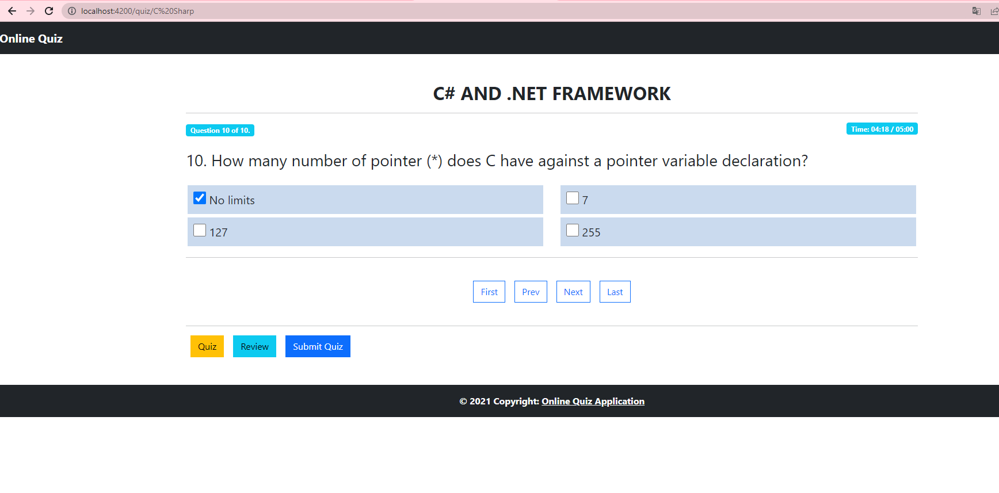 localhost:4200/quiz/C%20Sharp
Online Quiz
C# AND .NET FRAMEWORK
Question 10 of 10.
Time: 04:18 / 05:00
10. How many number of pointer (*) does C have against a pointer variable declaration?
No limits
7
127
255
First Prev Next Last
Quiz Review Submit Quiz
© 2021 Copyright: Online Quiz Application